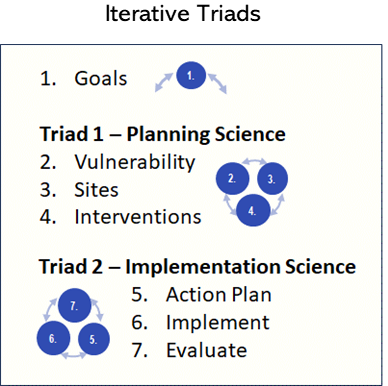 Iterative Triads
1. Goals
1.
Triad 1 – Planning Science
2. Vulnerability
3. Sites
4. Interventions
2.
3.
4.
Triad 2 – Implementation Science
7.
6.
5.
5. Action Plan
6. Implement
7. Evaluate